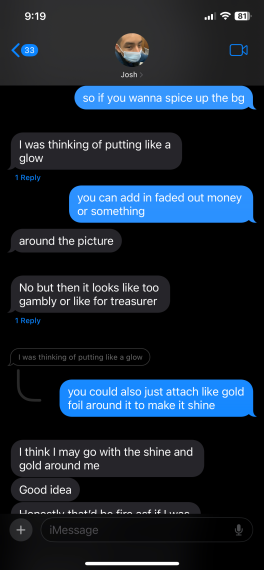 9:19
81
33
Josh
so if you wanna spice up the bg
I was thinking of putting like a
glow
1 Reply
you can add in faded out money
or something
around the picture
No but then it looks like too
gambly or like for treasurer
1 Reply
I was thinking of putting like a glow
you could also just attach like gold
foil around it to make it shine
I think I may go with the shine and
gold around me
Good idea
Honestly that'd be fire asf if I was
iMessage